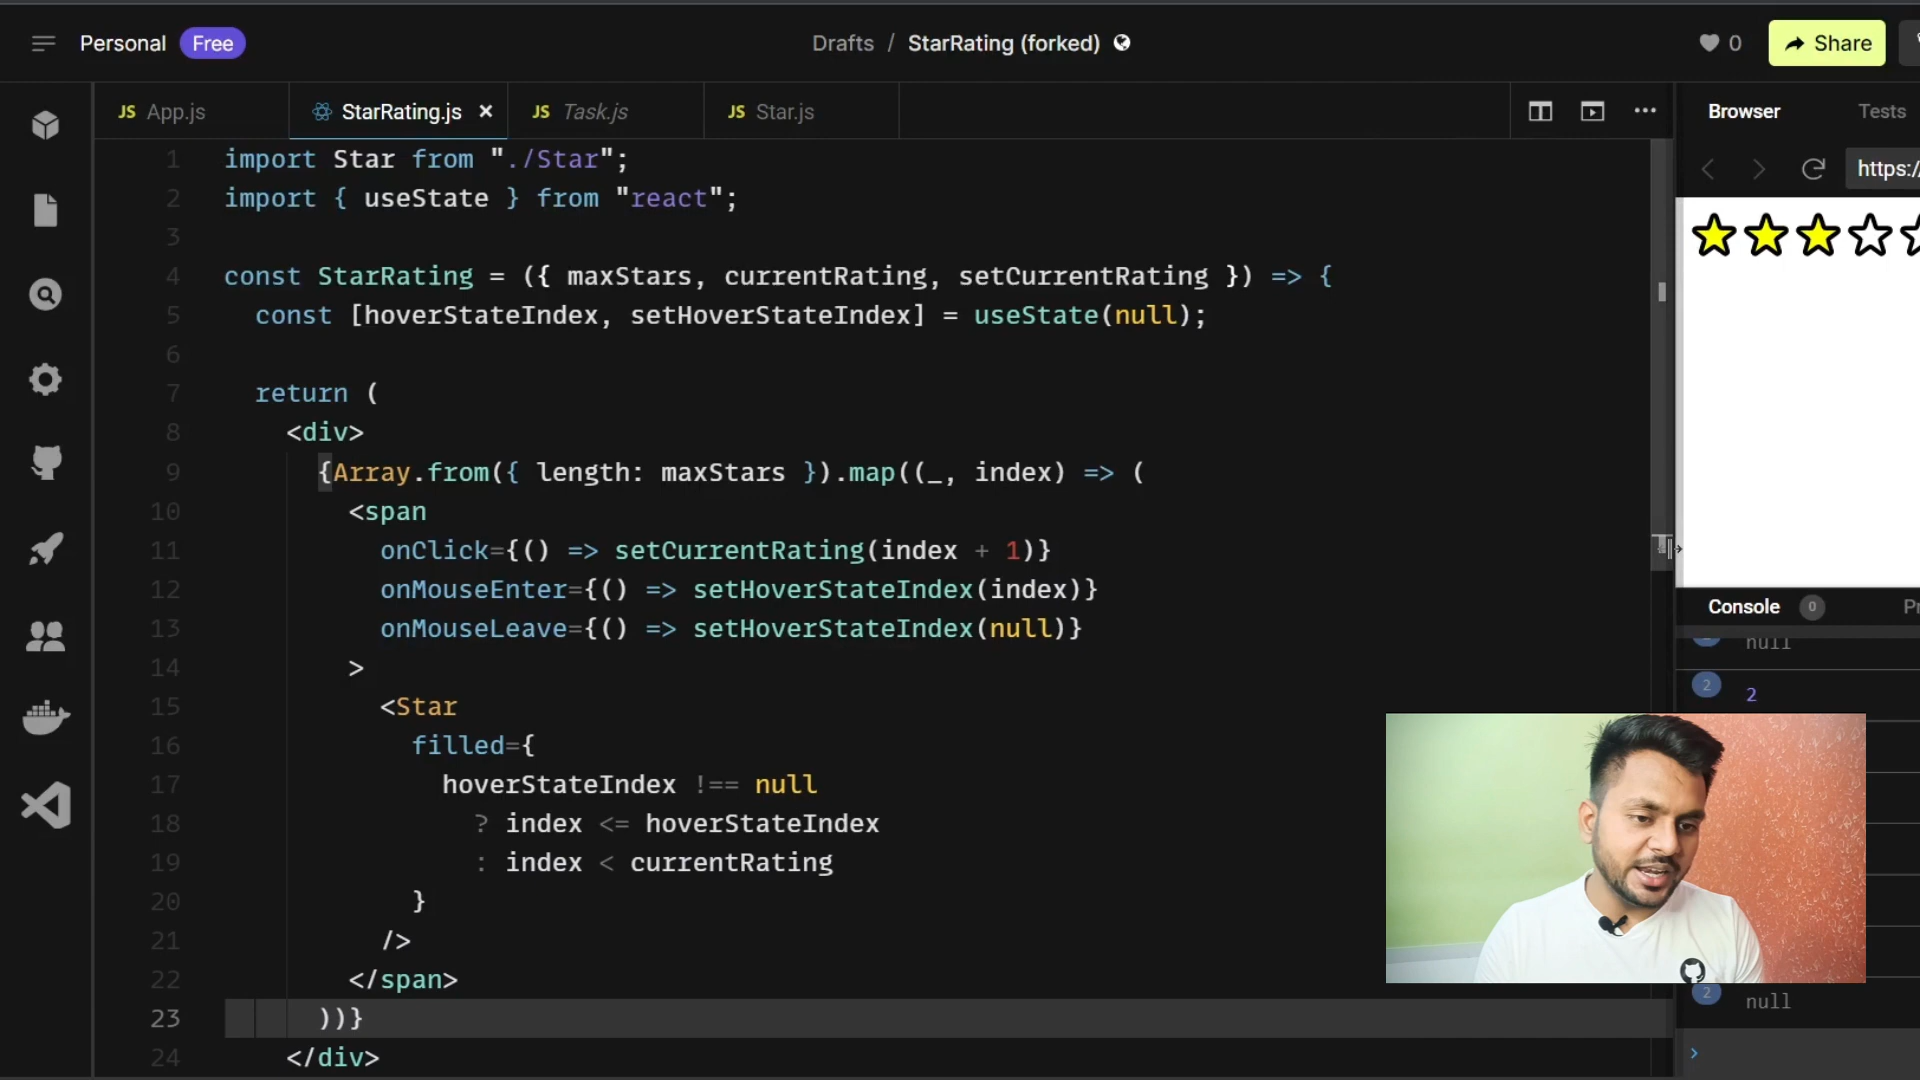 Personal Free
Drafts / StarRating (forked)
0 Share
JS App.js
StarRating.js ×
JS Task.js
JS Star.js
Browser Tests
https:/
1 import Star from "./Star";
2 import { useState } from "react";
3
4 const StarRating = ({ maxStars, currentRating, setCurrentRating }) => {
5 const [hoverStateIndex, setHoverStateIndex] = useState(null);
6
7 return (
8 <div>
9 {Array.from({ length: maxStars }).map((_, index) => (
10 <span
11 onClick={() => setCurrentRating(index + 1)}
12 onMouseEnter={() => setHoverStateIndex(index)}
13 onMouseLeave={() => setHoverStateIndex(null)}
14 >
15 <Star
16 filled={
17 hoverStateIndex !== null
18 ? index <= hoverStateIndex
19 : index < currentRating
20 }
21 />
22 </span>
23 ))}
24 </div>
Console 0 Pr
null
2 2
2 null